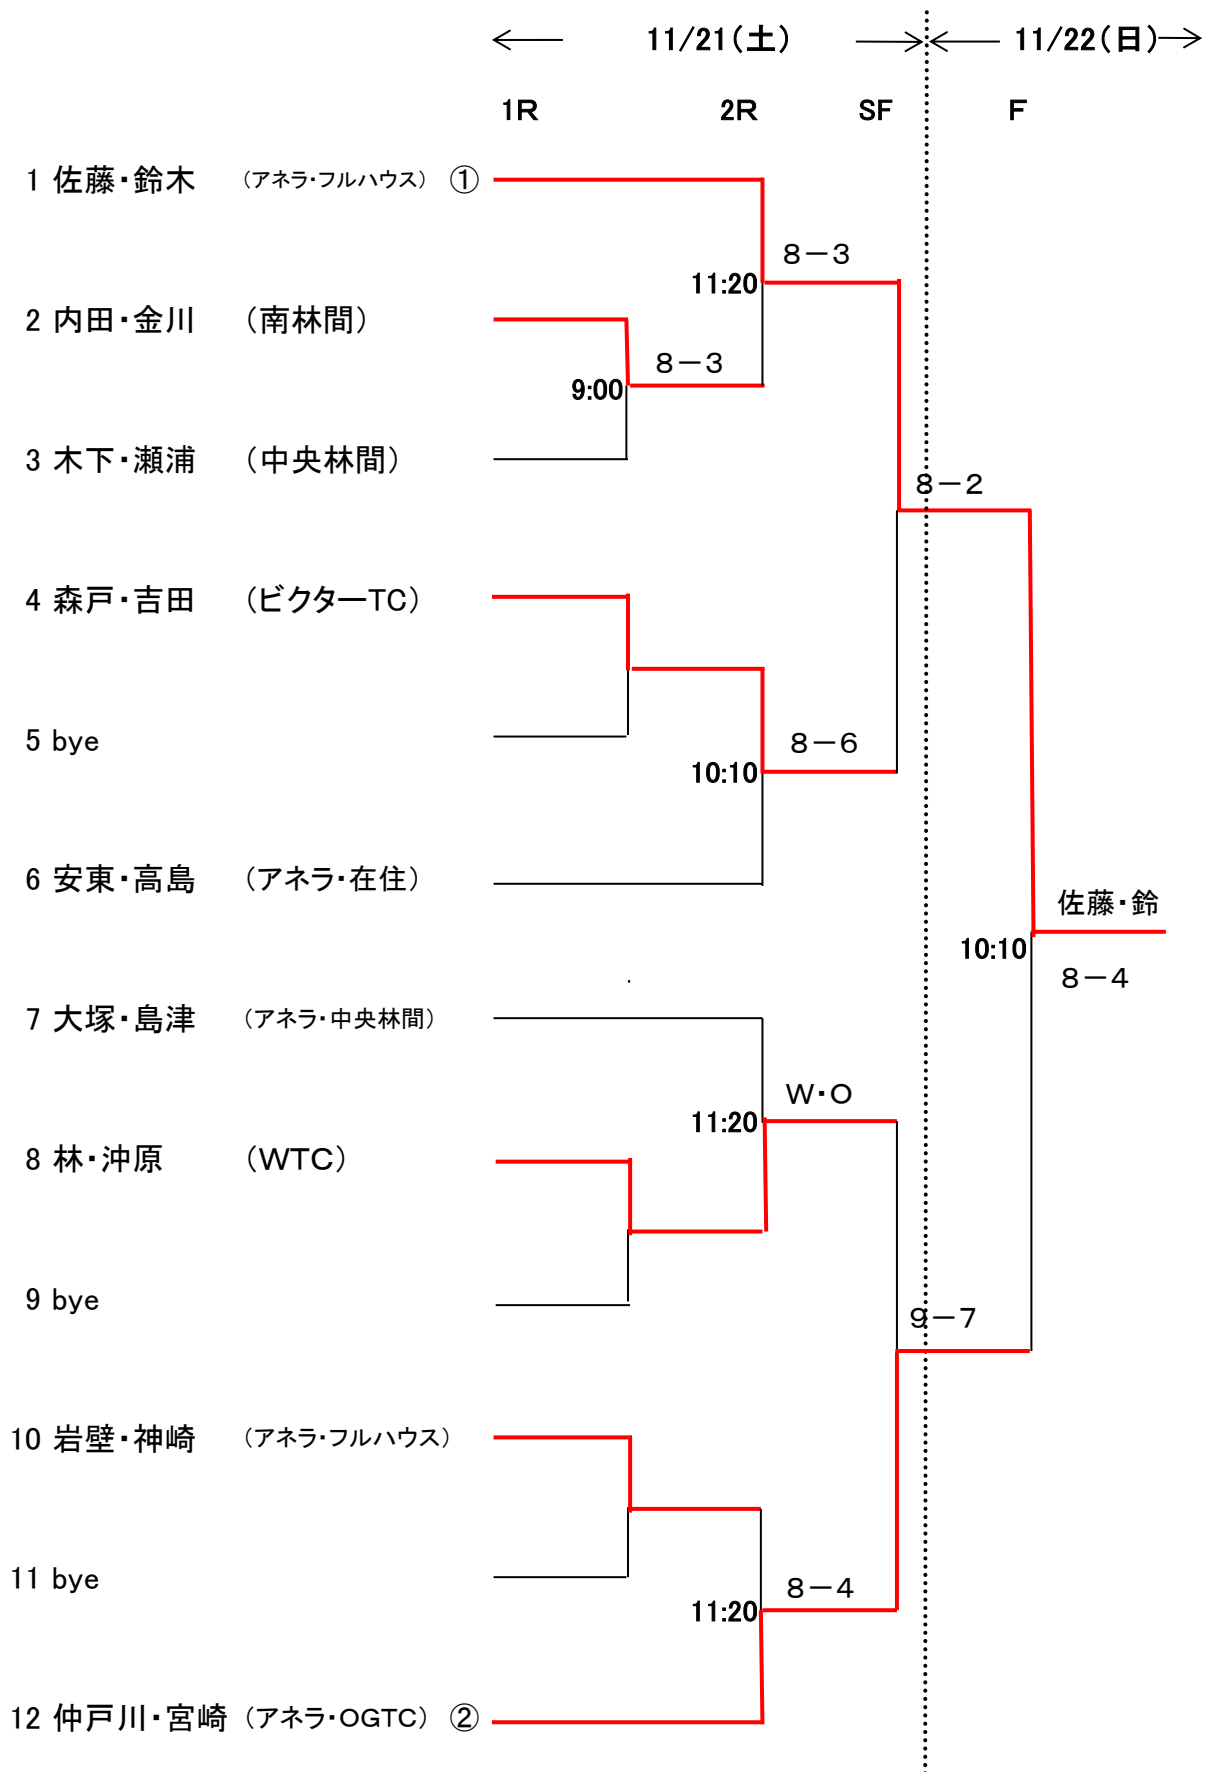 11/21(土) 11/22(日)
1R 2R SF F
1 佐藤・鈴木 (アネラ・フルハウス) ①
8－3
11:20
2 内田・金川 (南林間)
8－3
9:00
3 木下・瀬浦 (中央林間)
8－2
4 森戸・吉田 (ビクターTC)
5 bye
8－6
10:10
6 安東・高島 (アネラ・在住)
佐藤・鈴
10:10
8－4
7 大塚・島津 (アネラ・中央林間)
W・O
11:20
8 林・沖原 (WTC)
9 bye
9－7
10 岩壁・神崎 (アネラ・フルハウス)
11 bye
8－4
11:20
12 仲戸川・宮崎 (アネラ・OGTC) ②